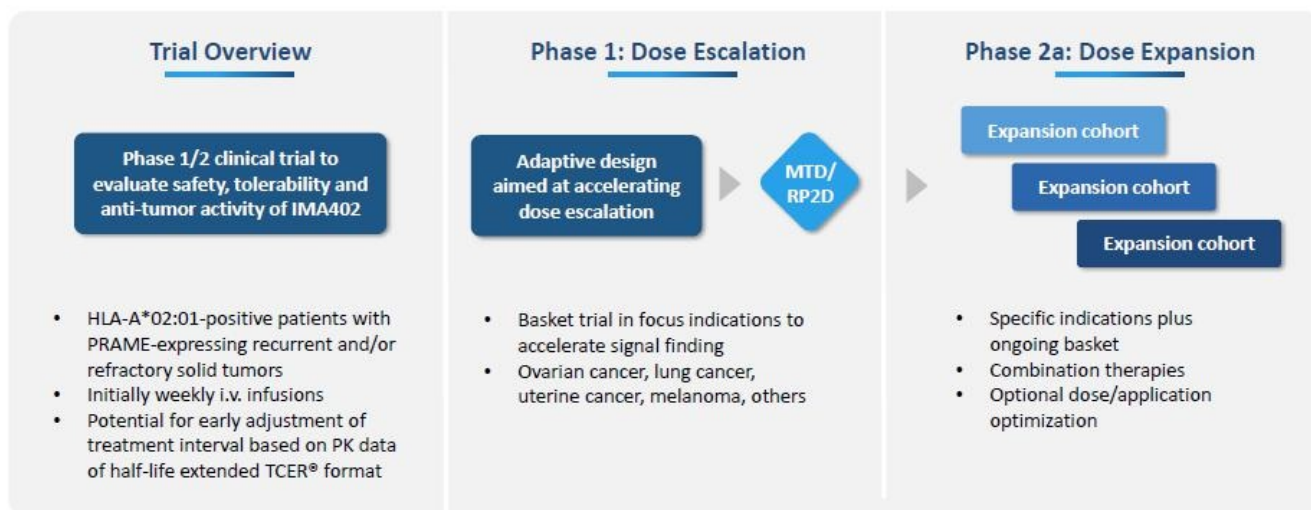 Trial Overview
Phase 1/2 clinical trial to
evaluate safety, tolerability and
anti-tumor activity of IMA402
• HLA-A*02:01-positive patients with
PRAME-expressing recurrent and/or
refractory solid tumors
• Initially weekly i.v. infusions
• Potential for early adjustment of
treatment interval based on PK data
of half-life extended TCER® format
Phase 1: Dose Escalation
Adaptive design
aimed at accelerating
dose escalation
MTD/
RP2D
• Basket trial in focus indications to
accelerate signal finding
• Ovarian cancer, lung cancer,
uterine cancer, melanoma, others
Phase 2a: Dose Expansion
Expansion cohort
Expansion cohort
Expansion cohort
• Specific indications plus
ongoing basket
• Combination therapies
• Optional dose/application
optimization